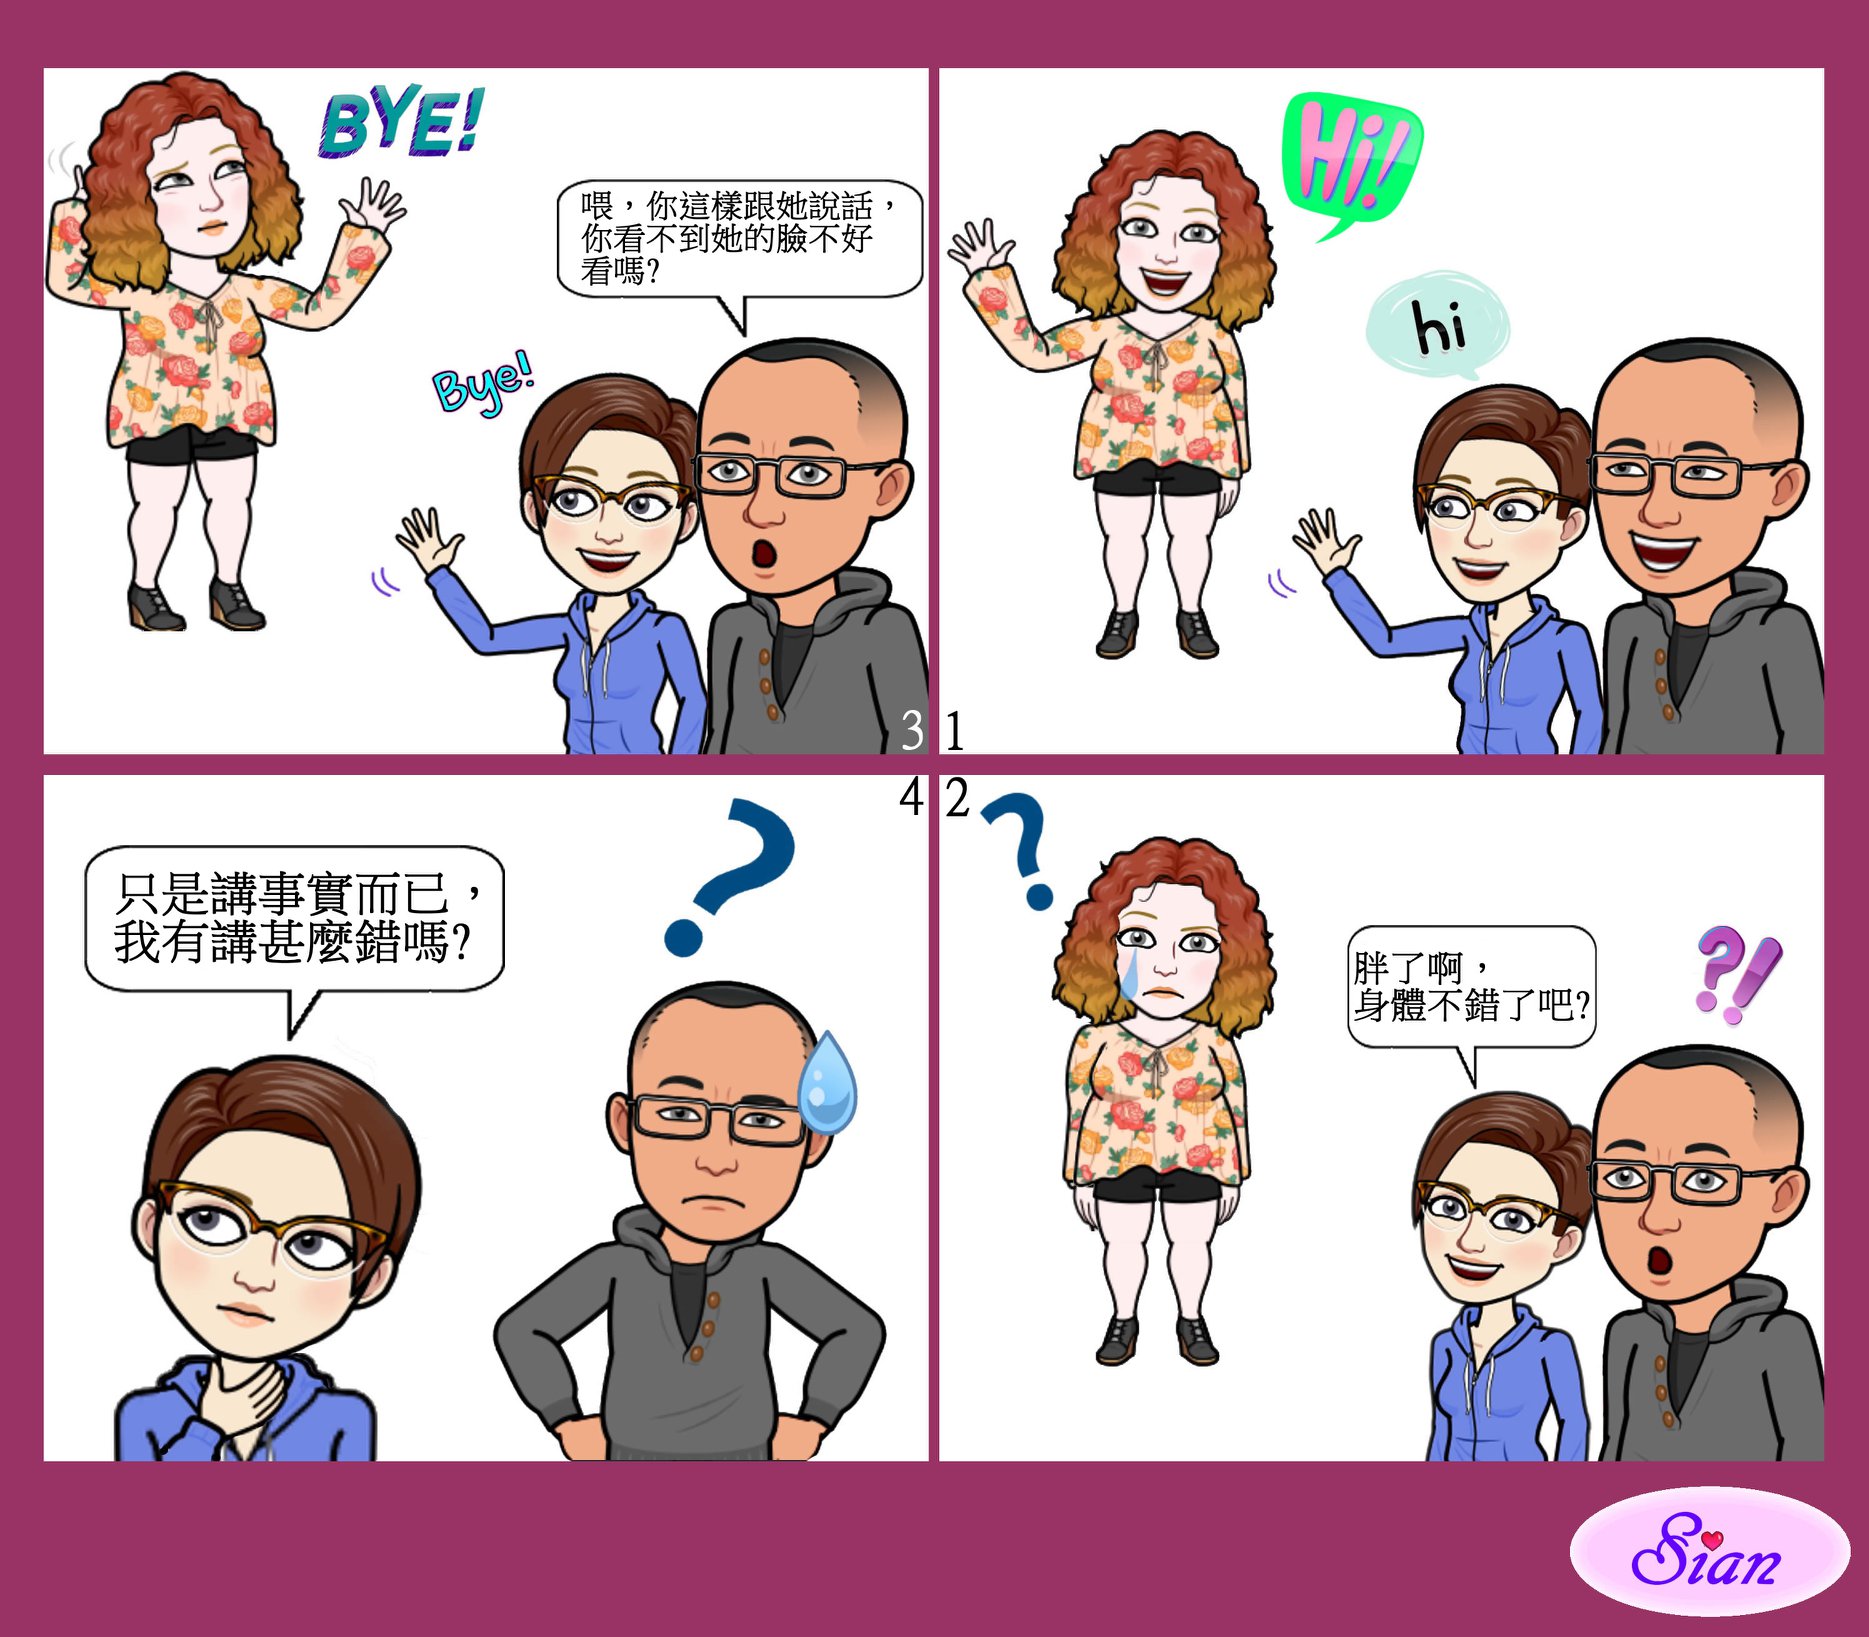 Hi!
hi
1
2
?
胖了啊，
身體不錯了吧?
?!
BYE!
喂，你這樣跟她說話，
你看不到她的臉不好
看嗎?
Bye!
3
4
?
只是講事實而已，
我有講甚麼錯嗎?
Sian